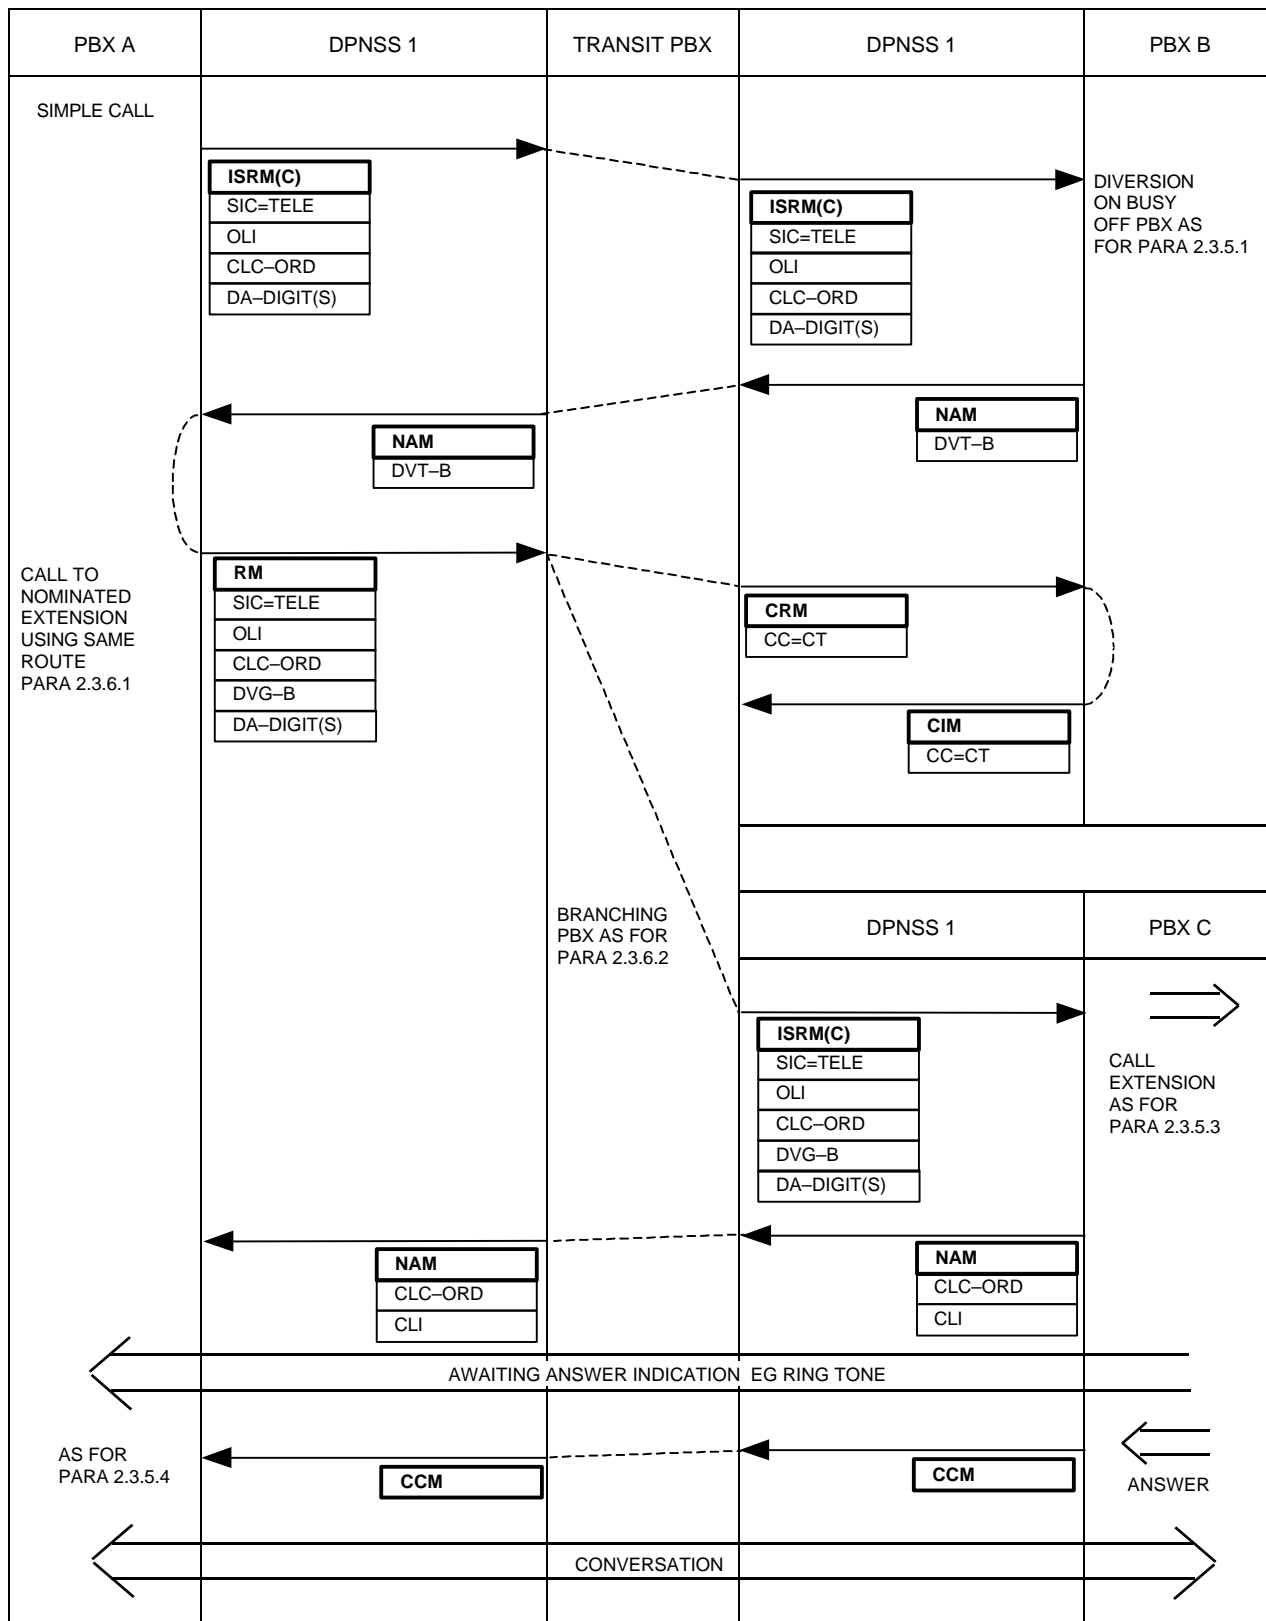 PBX A
DPNSS 1
TRANSIT PBX
DPNSS 1
PBX B
SIMPLE CALL
ISRM(C)
SIC=TELE
OLI
CLC–ORD
DA–DIGIT(S)
ISRM(C)
SIC=TELE
OLI
CLC–ORD
DA–DIGIT(S)
DIVERSION
ON BUSY
OFF PBX AS
FOR PARA 2.3.5.1
NAM
DVT–B
NAM
DVT–B
CALL TO
NOMINATED
EXTENSION
USING SAME
ROUTE
PARA 2.3.6.1
RM
SIC=TELE
OLI
CLC–ORD
DVG–B
DA–DIGIT(S)
CRM
CC=CT
CIM
CC=CT
BRANCHING
PBX AS FOR
PARA 2.3.6.2
DPNSS 1
PBX C
ISRM(C)
SIC=TELE
OLI
CLC–ORD
DVG–B
DA–DIGIT(S)
CALL
EXTENSION
AS FOR
PARA 2.3.5.3
NAM
CLC–ORD
CLI
NAM
CLC–ORD
CLI
AWAITING ANSWER INDICATION EG RING TONE
AS FOR
PARA 2.3.5.4
CCM
CCM
ANSWER
CONVERSATION